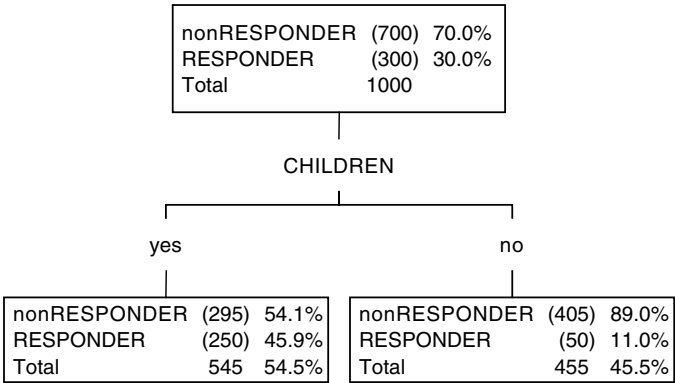 nonRESPONDER (700) 70.0%
RESPONDER (300) 30.0%
Total 1000
CHILDREN
yes
no
nonRESPONDER (295) 54.1%
RESPONDER (250) 45.9%
Total 545 54.5%
nonRESPONDER (405) 89.0%
RESPONDER (50) 11.0%
Total 455 45.5%